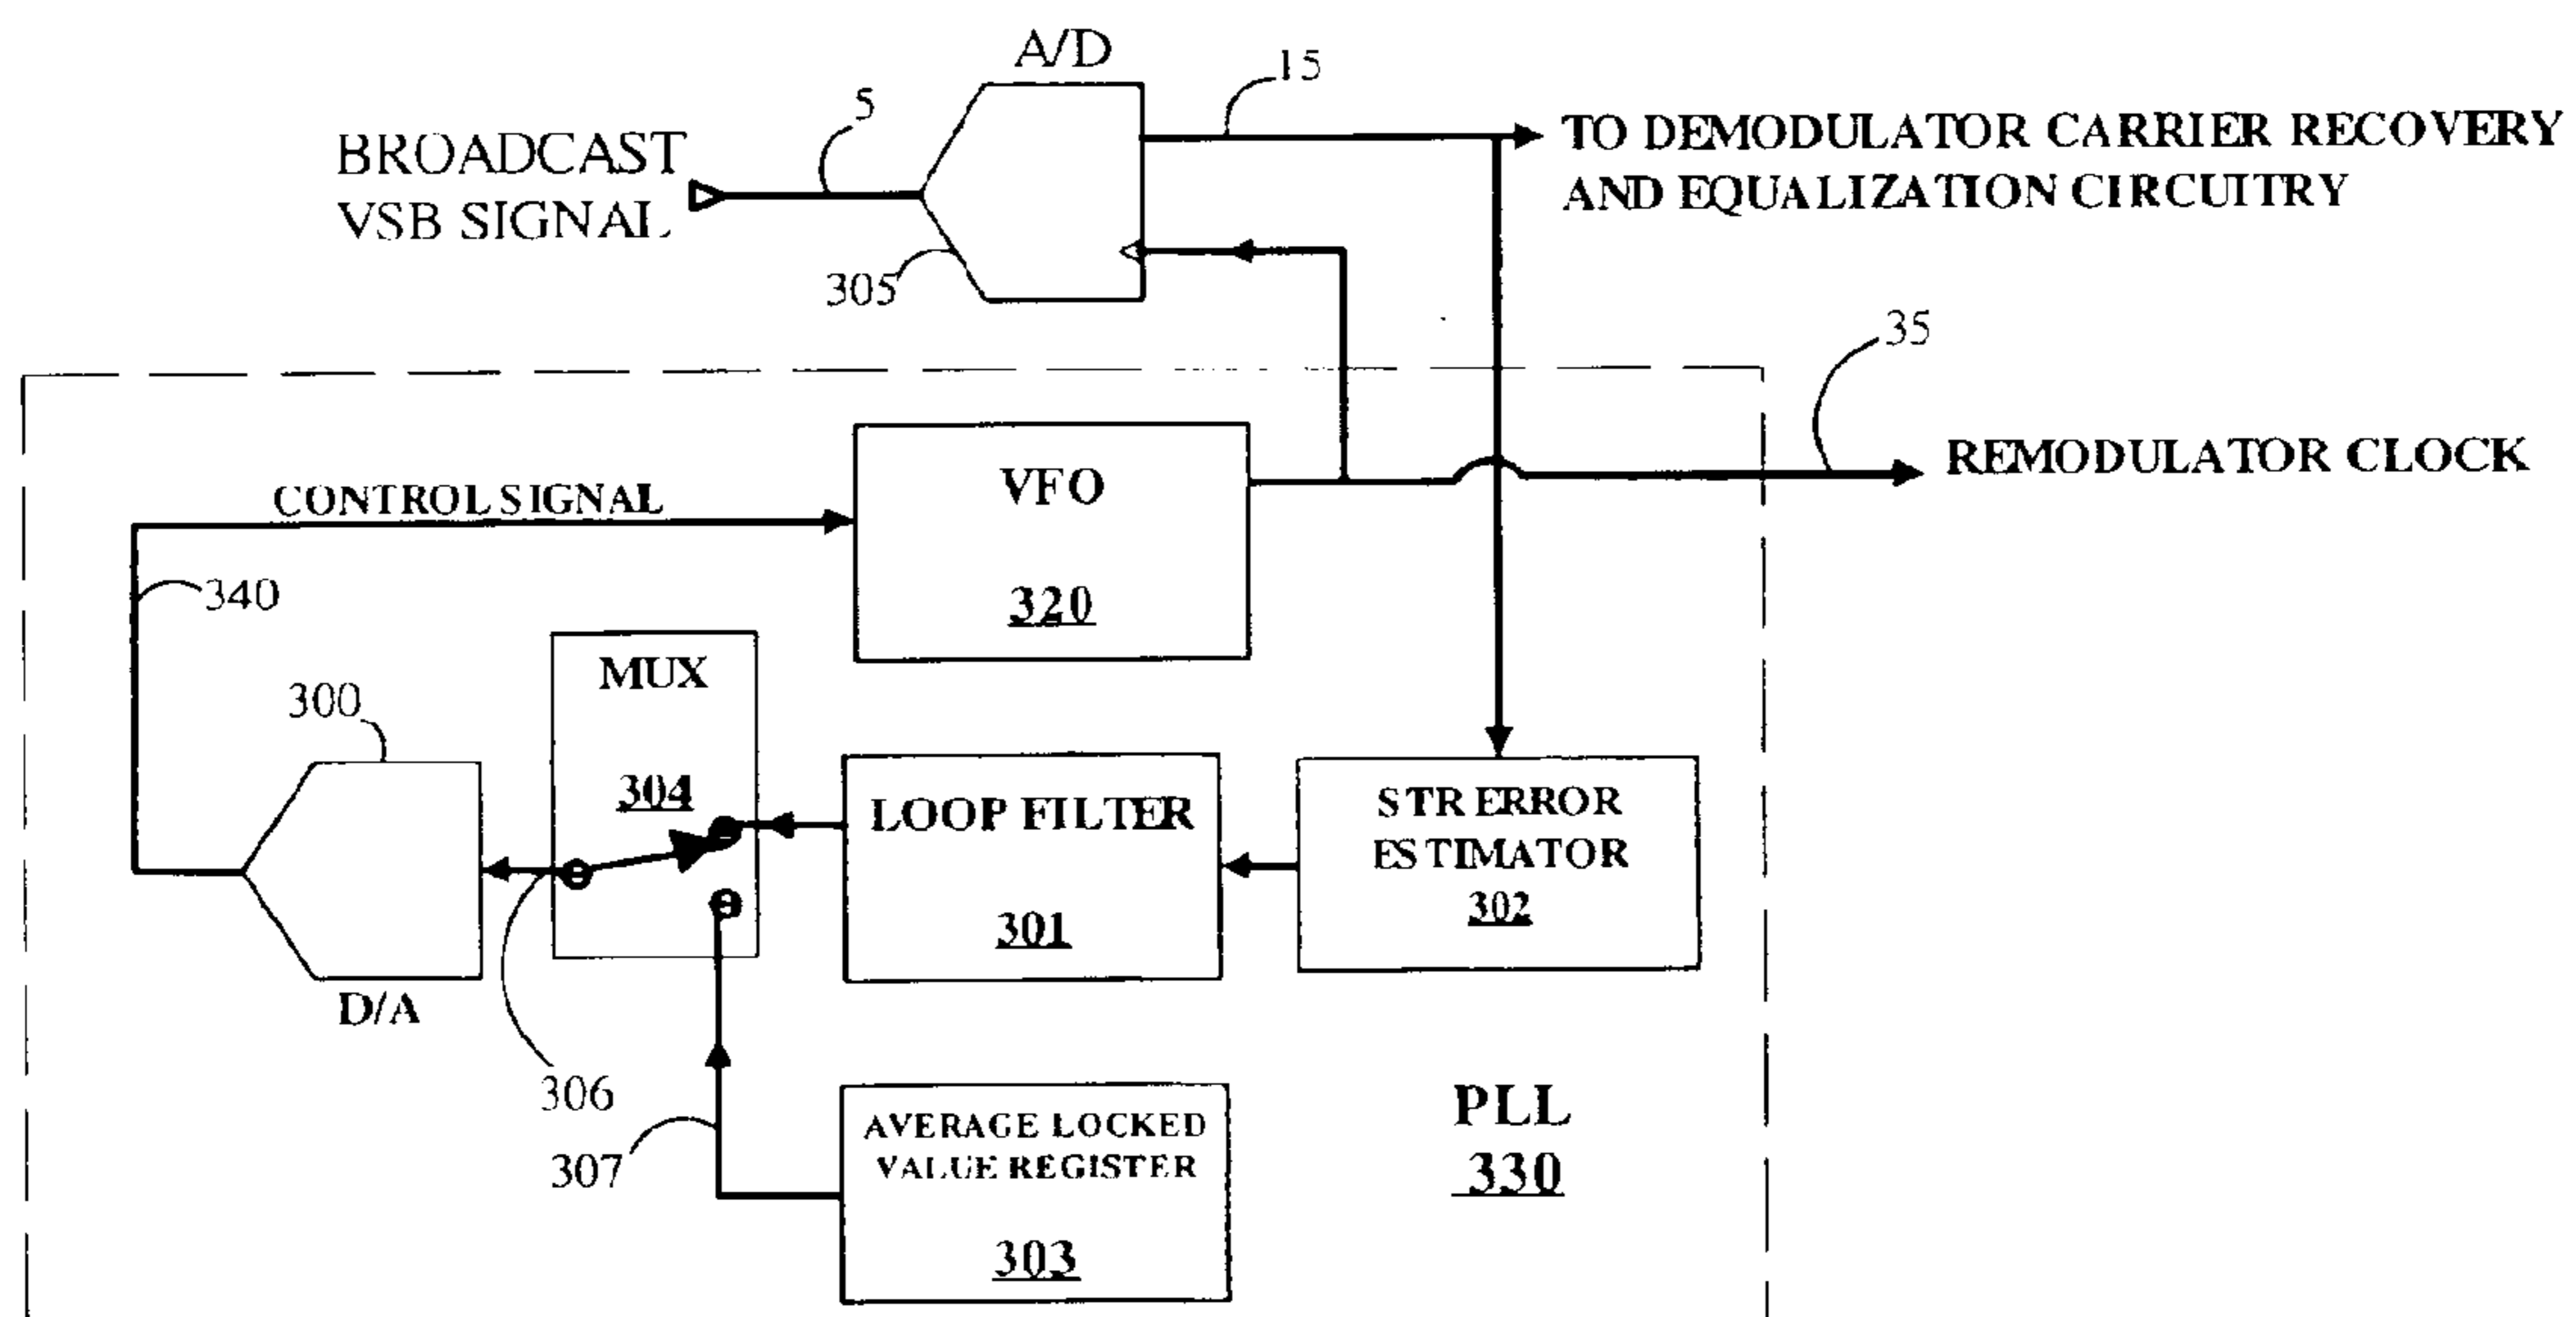 A/D
15
5
BROADCAST
VSB SIGNAL
TO DEMODULATOR CARRIER RECOVERY
AND EQUALIZATION CIRCUITRY
305
35
REMODULATOR CLOCK
CONTROL SIGNAL
VFO
320
340
MUX
304
300
D/A
LOOP FILTER
301
STR ERROR
ESTIMATOR
302
306
307
AVERAGE LOCKED
VALUE REGISTER
303
PLL
330